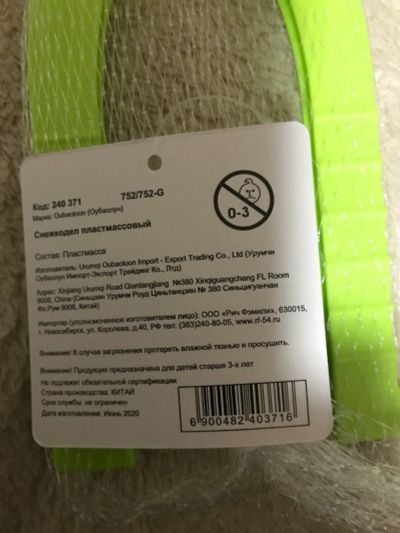 Код: 240 371 752/752-G
Марка: Oubaoloon (Оубаолун)
0-3
Снежкодел пластмассовый
Состав: Пластмасса
Изготовитель: Urumqi Oubaoloon Import - Export Trading Co., Ltd (Урумчи
Оубаолун Импорт-Экспорт Трейдинг Ко., Лтд)
Адрес: Xinjiang Urumqi Road Qiantangjiang №380 Xinqiguangchang FL Room
9008, China (Синьцзян Урумчи Роуд Циньтанцзян № 380 Синьцигуангчан
Фл.Рум 9008, Китай)
Импортер (уполномоченное изготовителем лицо): ООО «Рич Фэмили», 630015,
г. Новосибирск, ул. Королева, д.40, РФ тел: (383)240-80-05, www.rf-54.ru
Внимание! В случае загрязнения протереть влажной тканью и просушить.
Внимание! Продукция предназначена для детей старше 3-х лет
Не подлежит обязательной сертификации
Страна производства: КИТАЙ
Срок службы: не ограничен
Дата изготовления: Июнь 2020
6 900482 403716